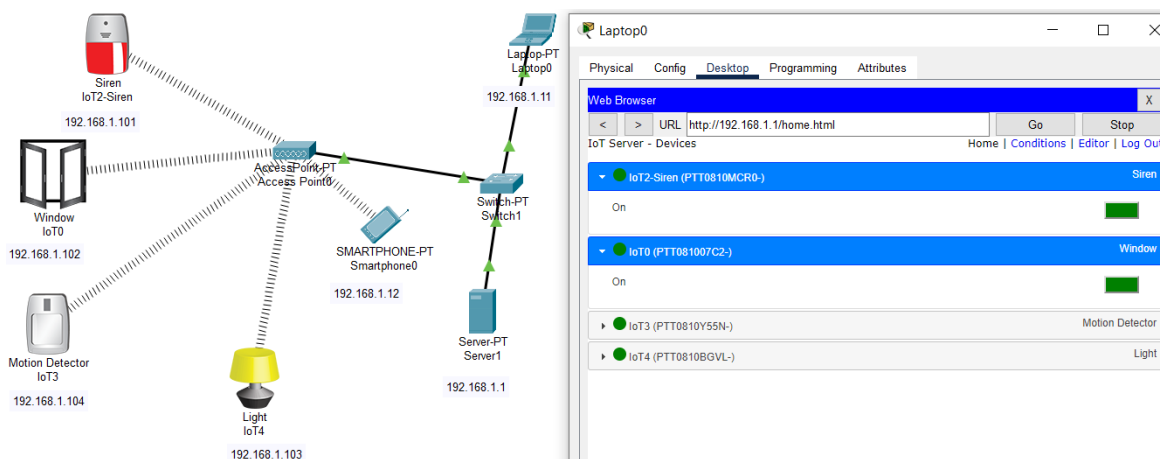 Siren
IoT2-Siren
192.168.1.101
Window
IoT0
192.168.1.102
Motion Detector
IoT3
192.168.1.104
Light
IoT4
192.168.1.103
AccessPoint-PT
Access Point0
SMARTPHONE-PT
Smartphone0
192.168.1.12
Laptop-PT
Laptop0
192.168.1.11
Switch-PT
Switch1
Server-PT
Server1
192.168.1.1
Laptop0
Physical Config Desktop Programming Attributes
Web Browser X
< > URL http://192.168.1.1/home.html Go Stop
IoT Server - Devices Home | Conditions | Editor | Log Out
IoT2-Siren (PTT0810MCR0-) Siren
On
IoT0 (PTT081007C2-) Window
On
IoT3 (PTT0810Y55N-) Motion Detector
IoT4 (PTT0810BGVL-) Light